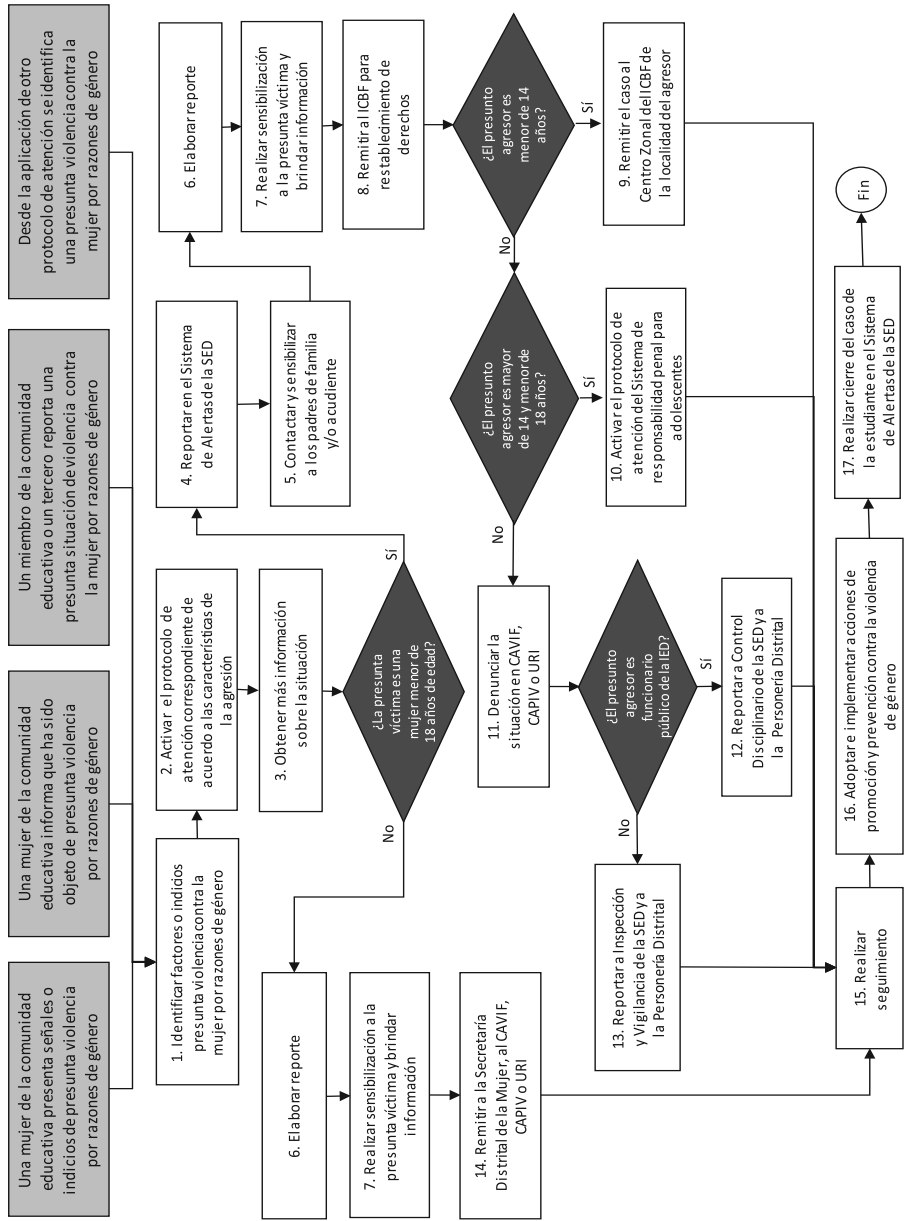 Una mujer de la comunidad
educativa presenta señales o
indicios de presunta violencia
por razones de género
Una mujer de la comunidad
educativa informa que ha sido
objeto de presunta violencia
por razones de género
Un miembro de la comunidad
educativa o un tercero reporta una
presunta situación de violencia contra
la mujer por razones de género
Desde la aplicación de otro
protocolo de atención se identifica
una presunta violencia contra la
mujer por razones de género
1. Identificar factores o indidos
presunta violencia contra la
mujer por razones de género
2. Activar el protocolo de
atención correspondiente de
acuerdo a las características de
la agresión
3. Obtener más información
sobre la situación
¿La presunta
víctima es una
mujer menor de
18 años de edad?
Sí
No
4. Reportar en el Sistema
de Alertas de la SED
5. Contactar y sensibilizar
a los padres de familia
y/o acudiente
6. Elaborar reporte
7. Realizar sensibilización
a la presunta víctima y
brindar información
8. Remitir al ICBF para
restablecimiento de
derechos
¿El presunto
agresor es
menor de 14
años?
Sí
No
9. Remitir el caso al
Centro Zonal dell CBF de
la localidad del agresor
¿El presunto
agresor es mayor
de 14 y menor de
18 años?
Sí
No
10. Activar el protocolo de
atención del Sistema de
responsabilidad penal para
adolescentes
11. Denunciar la
situación en CAVIF,
CAPIV o URI
¿El presunto
agresor es
funcionario
público de la IED?
Sí
No
12. Reportar a Control
Disciplinario de la SED y a
la Personería Distrital
13. Reportar a Inspección
y Vigilancia de la SED y a
la Personería Distrital
6. Elaborar reporte
7. Realizar sensibilización a la
presunta víctima y brindar
información
14. Remitir a la Secretaría
Distrital de la Mujer, al CAVIF,
CAPIV o URI
15. Realizar
seguimiento
16. Adoptar e implementar acciones de
promoción y prevención contra la violencia
de género
17. Realizar cierre del caso de
la estudiante en el Sistema
de Alertas de la SED
Fin